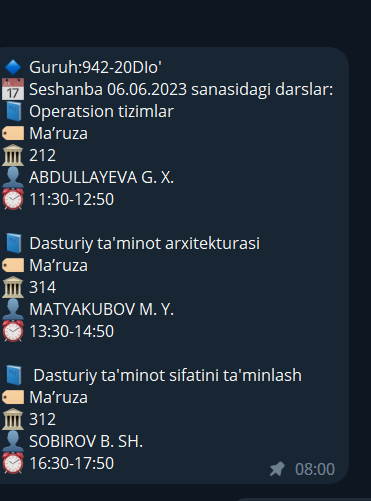 Guruh:942-20DIo'
Seshanba 06.06.2023 sanasidagi darslar:
Operatsion tizimlar
Ma’ruza
212
ABDULLAYEVA G. X.
11:30-12:50
Dasturiy ta'minot arxitekturasi
Ma’ruza
314
MATYAKUBOV M. Y.
13:30-14:50
Dasturiy ta'minot sifatini ta'minlash
Ma’ruza
312
SOBIROV B. SH.
16:30-17:50
08:00